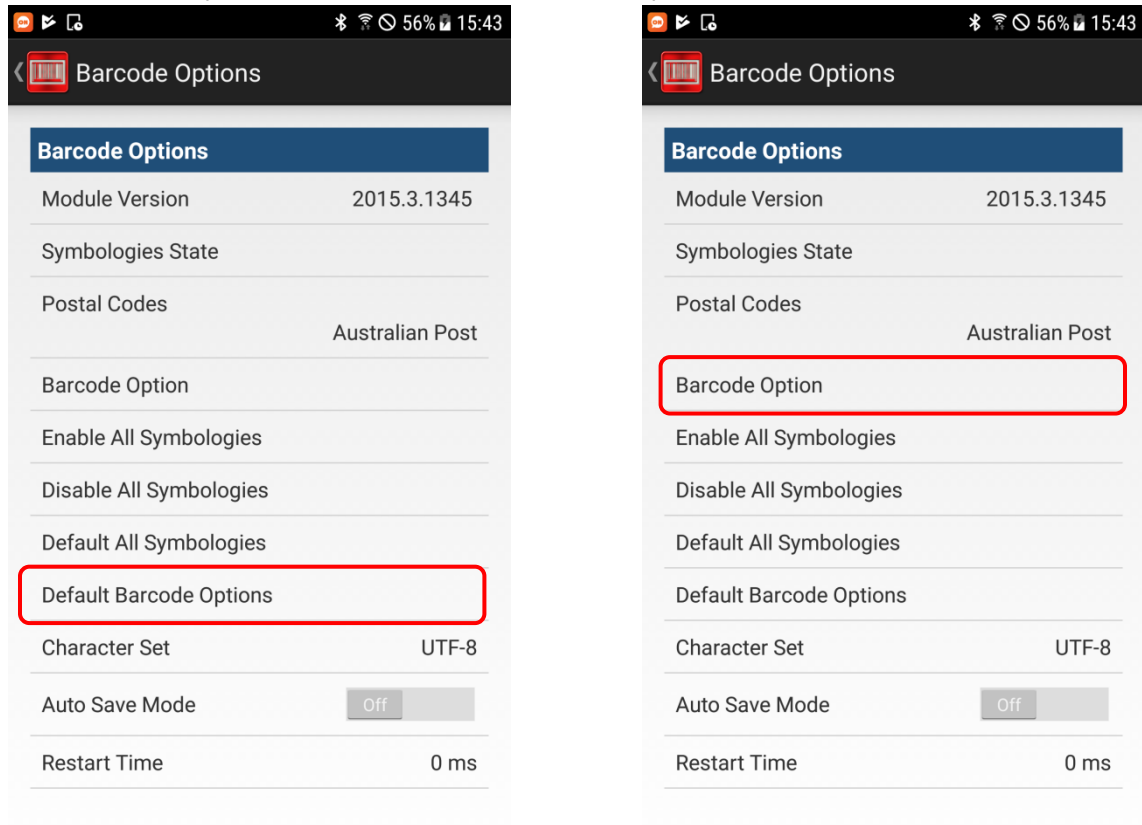 56% 15:43
Barcode Options
Barcode Options
Module Version 2015.3.1345
Symbologies State
Postal Codes
Australian Post
Barcode Option
Enable All Symbologies
Disable All Symbologies
Default All Symbologies
Default Barcode Options
Character Set UTF-8
Auto Save Mode Off
Restart Time 0 ms
56% 15:43
Barcode Options
Barcode Options
Module Version 2015.3.1345
Symbologies State
Postal Codes
Australian Post
Barcode Option
Enable All Symbologies
Disable All Symbologies
Default All Symbologies
Default Barcode Options
Character Set UTF-8
Auto Save Mode Off
Restart Time 0 ms